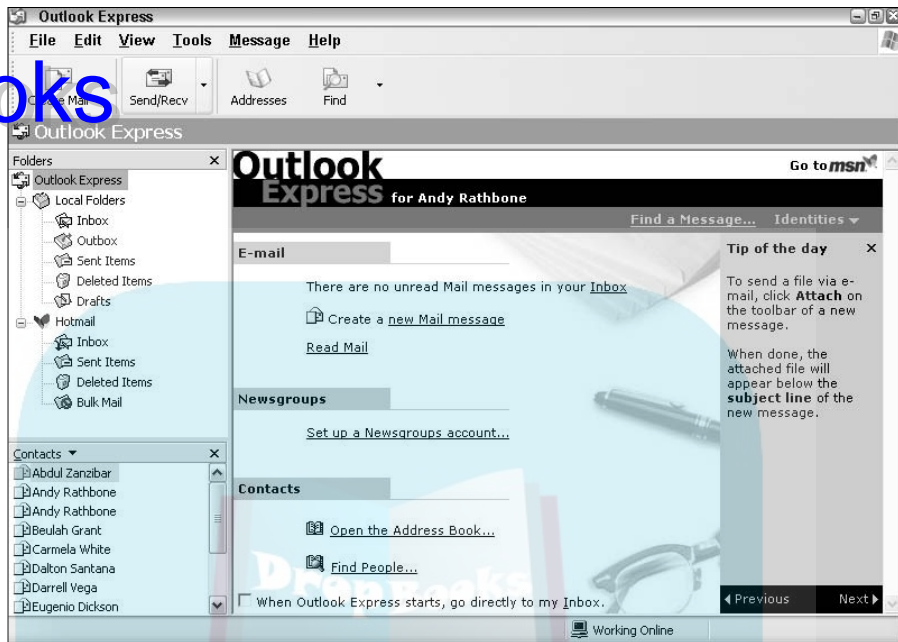 Outlook Express
File Edit View Tools Message Help
oks
Create Mail Send/Recv Addresses Find
Outlook Express
Folders
Outlook Express
Local Folders
Inbox
Outbox
Sent Items
Deleted Items
Drafts
Hotmail
Inbox
Sent Items
Deleted Items
Bulk Mail
Contacts
Abdul Zanzibar
Andy Rathbone
Andy Rathbone
Beulah Grant
Carmela White
Dalton Santana
Darrell Vega
Eugenio Dickson
Outlook
Express for Andy Rathbone
Go to msn
Find a Message... Identities
E-mail
There are no unread Mail messages in your Inbox
Create a new Mail message
Read Mail
Newsgroups
Set up a Newsgroups account...
Contacts
Open the Address Book...
Find People...
DropBooks
When Outlook Express starts, go directly to my Inbox.
Tip of the day
To send a file via e-
mail, click Attach on
the toolbar of a new
message.
When done, the
attached file will
appear below the
subject line of the
new message.
Previous Next
Working Online